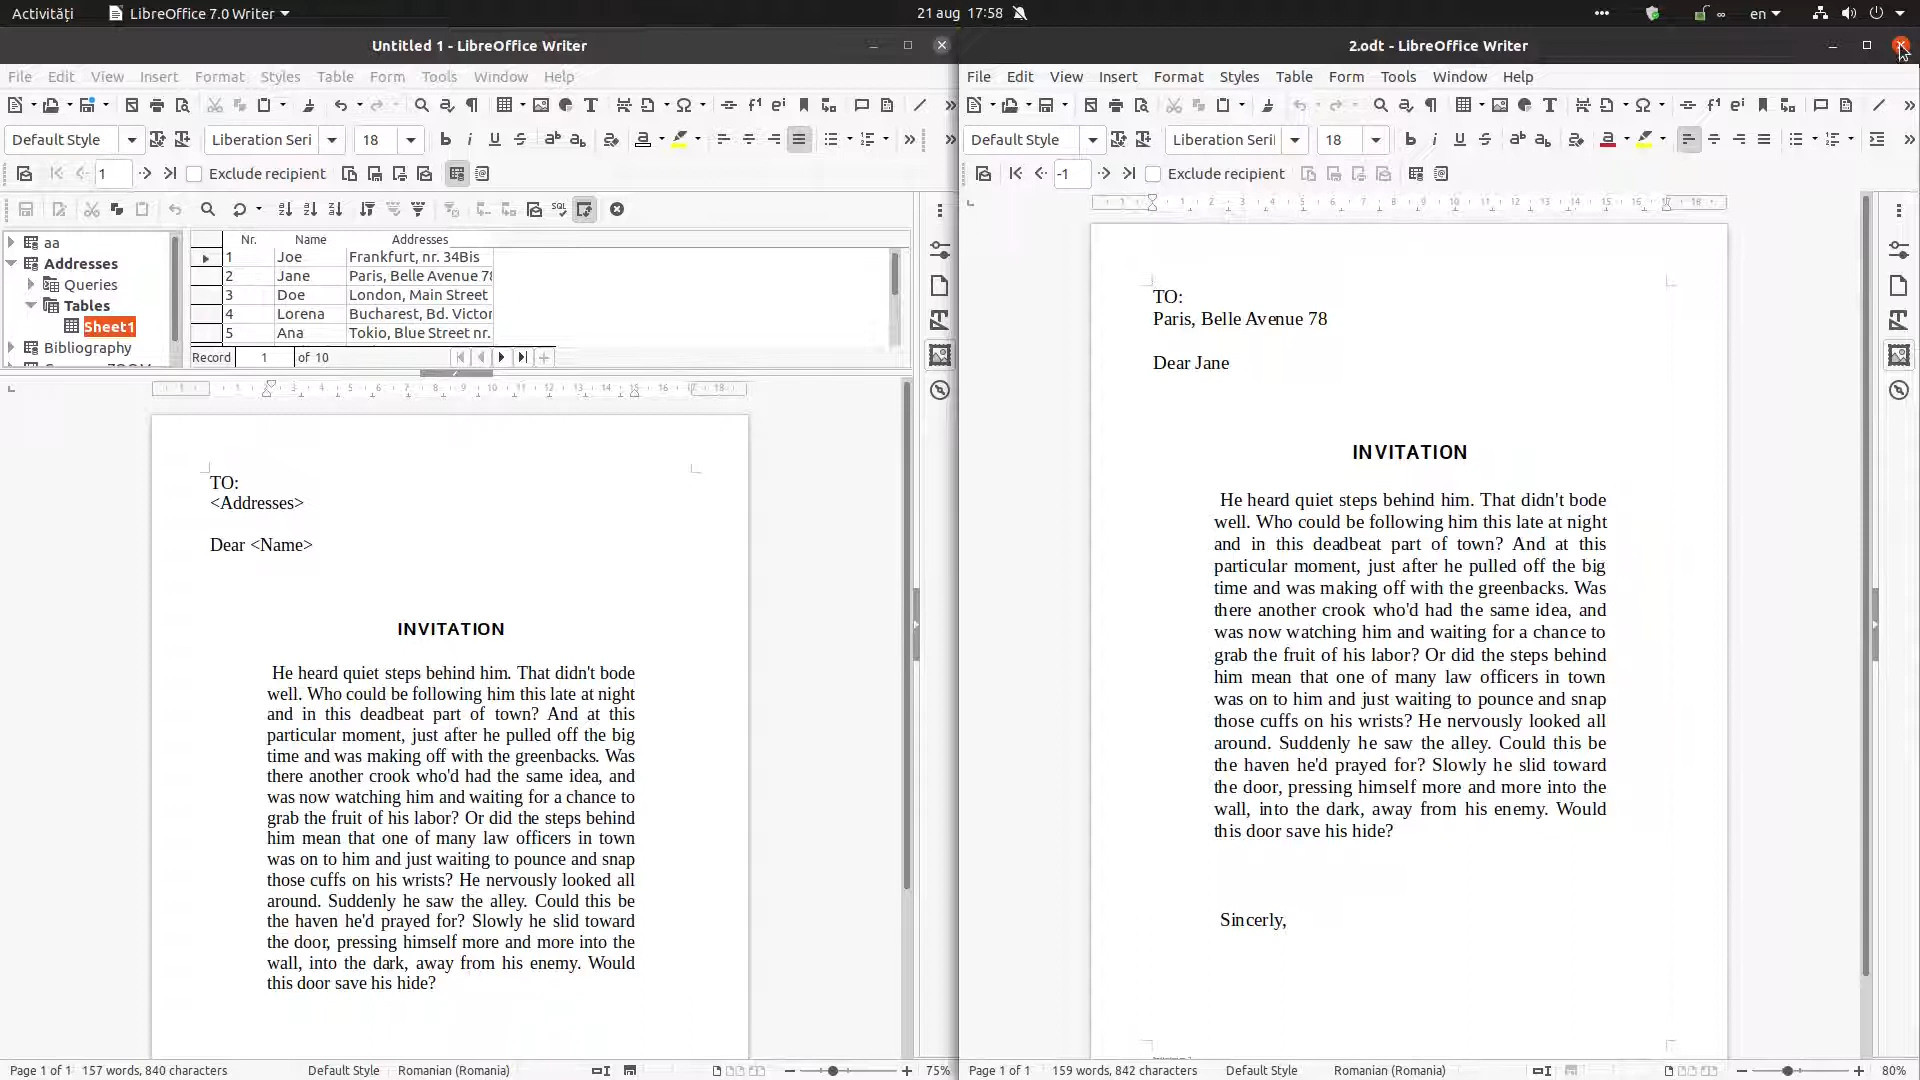 Activități
LibreOffice 7.0 Writer
21 aug 17:58
en
Untitled 1 - LibreOffice Writer
File Edit View Insert Format Styles Table Form Tools Window Help
Default Style
Liberation Seri
18
1
Exclude recipient
aa
Addresses
Queries
Tables
Sheet1
Bibliography
Nr. Name Addresses
1 Joe Frankfurt, nr. 34Bis
2 Jane Paris, Belle Avenue 78
3 Doe London, Main Street
4 Lorena Bucharest, Bd. Victor
5 Ana Tokio, Blue Street nr.
Record 1 of 10
TO:
<Addresses>
Dear <Name>
INVITATION
He heard quiet steps behind him. That didn't bode
well. Who could be following him this late at night
and in this deadbeat part of town? And at this
particular moment, just after he pulled off the big
time and was making off with the greenbacks. Was
there another crook who'd had the same idea, and
was now watching him and waiting for a chance to
grab the fruit of his labor? Or did the steps behind
him mean that one of many law officers in town
was on to him and just waiting to pounce and snap
those cuffs on his wrists? He nervously looked all
around. Suddenly he saw the alley. Could this be
the haven he'd prayed for? Slowly he slid toward
the door, pressing himself more and more into the
wall, into the dark, away from his enemy. Would
this door save his hide?
Page 1 of 1 157 words, 840 characters Default Style Romanian (Romania) 75%
2.odt - LibreOffice Writer
File Edit View Insert Format Styles Table Form Tools Window Help
Default Style
Liberation Seri
18
-1
Exclude recipient
TO:
Paris, Belle Avenue 78
Dear Jane
INVITATION
He heard quiet steps behind him. That didn't bode
well. Who could be following him this late at night
and in this deadbeat part of town? And at this
particular moment, just after he pulled off the big
time and was making off with the greenbacks. Was
there another crook who'd had the same idea, and
was now watching him and waiting for a chance to
grab the fruit of his labor? Or did the steps behind
him mean that one of many law officers in town
was on to him and just waiting to pounce and snap
those cuffs on his wrists? He nervously looked all
around. Suddenly he saw the alley. Could this be
the haven he'd prayed for? Slowly he slid toward
the door, pressing himself more and more into the
wall, into the dark, away from his enemy. Would
this door save his hide?
Sincerly,
Page 1 of 1 159 words, 842 characters Default Style Romanian (Romania) 80%